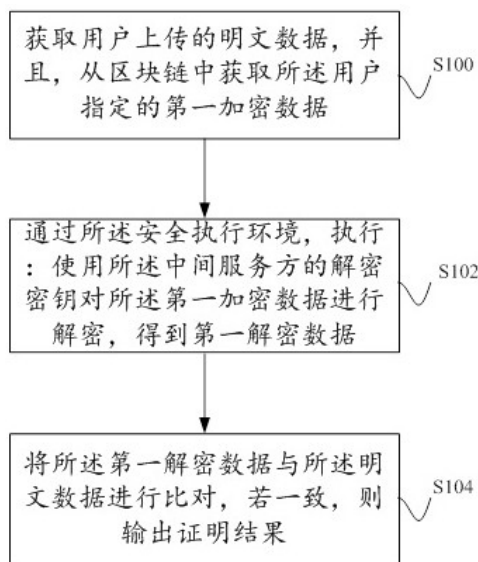 获取用户上传的明文数据，并
且，从区块链中获取所述用户
指定的第一加密数据
S100
通过所述安全执行环境，执行
：使用所述中间服务方的解密
密钥对所述第一加密数据进行
解密，得到第一解密数据
S102
将所述第一解密数据与所述明
文数据进行比对，若一致，则
输出证明结果
S104